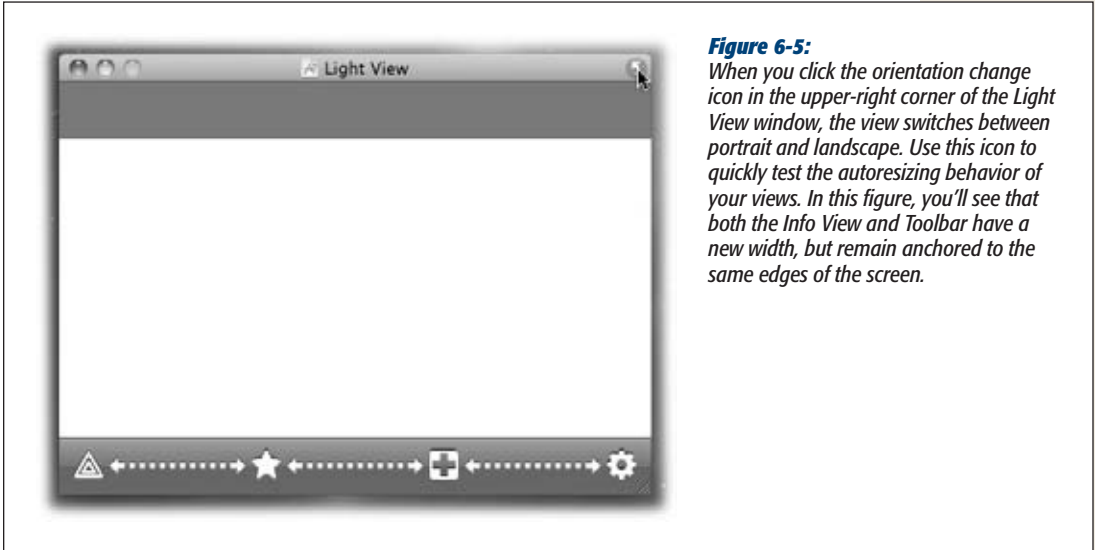 Light View
Figure 6-5:
When you click the orientation change
icon in the upper-right corner of the Light
View window, the view switches between
portrait and landscape. Use this icon to
quickly test the autoresizing behavior of
your views. In this figure, you'll see that
both the Info View and Toolbar have a
new width, but remain anchored to the
same edges of the screen.